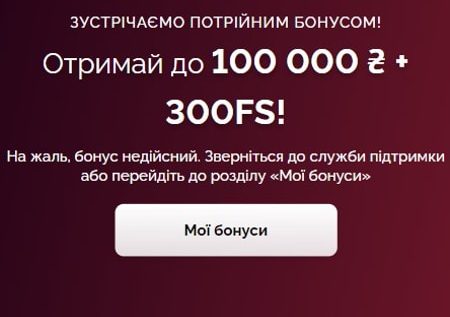 ЗУСТРІЧАЄМО ПОТРІЙНИМ БОНУСОМ!
Отримай до 100 000 ₴ +
300FS!
На жаль, бонус недійсний. Зверніться до служби підтримки
або перейдіть до розділу «Мої бонуси»
Мої бонуси